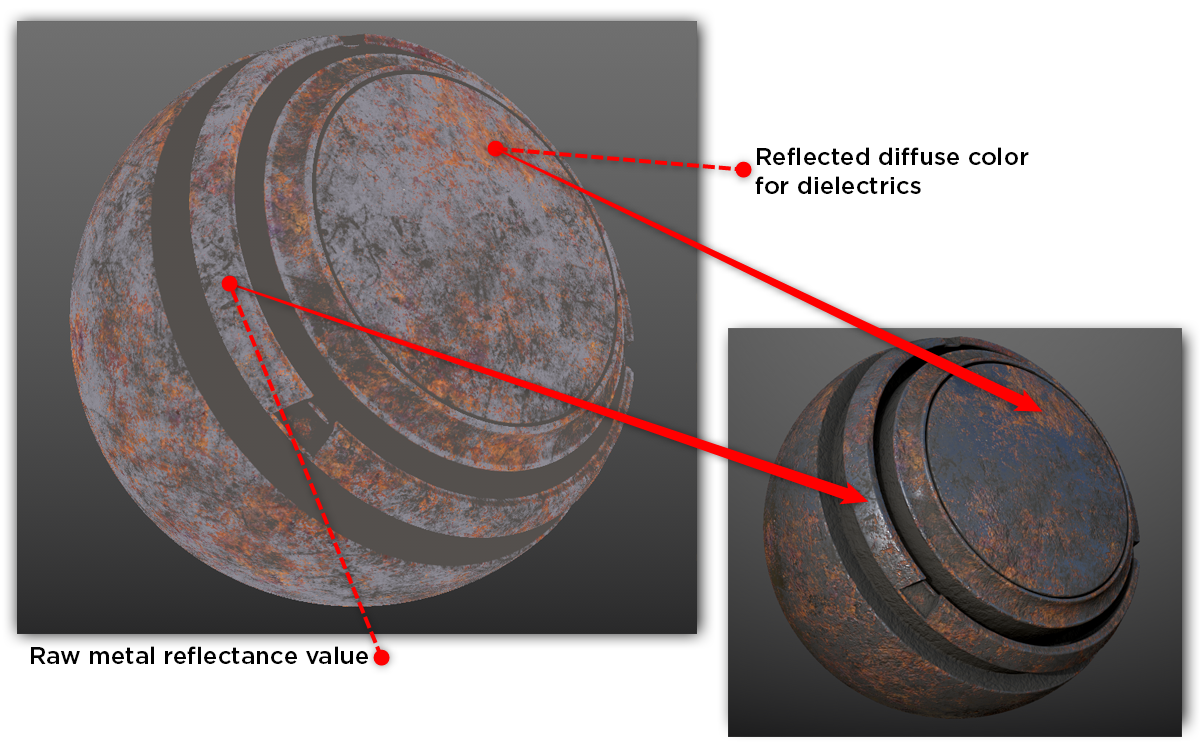 Reflected diffuse color
for dielectrics
Raw metal reflectance value